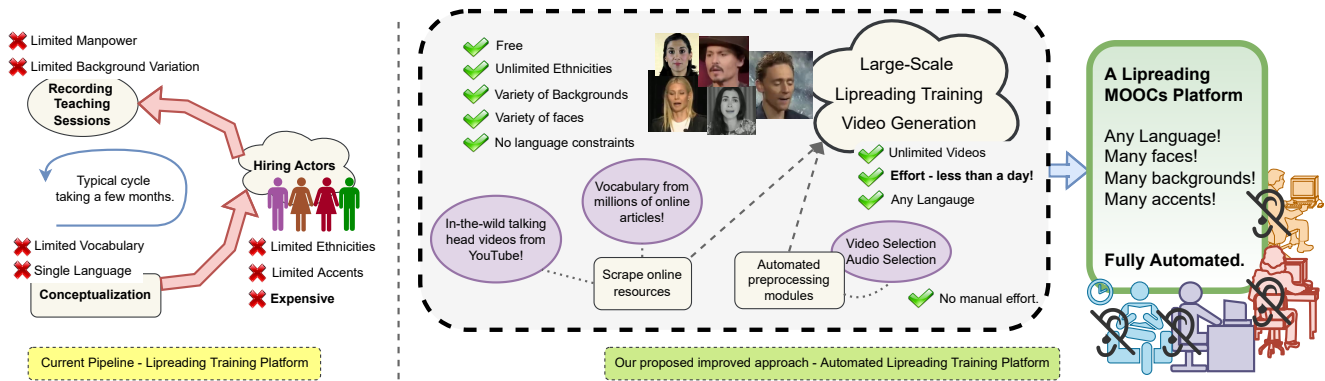 Limited Manpower
Limited Background Variation
Recording
Teaching
Sessions
Hiring Actors
Typical cycle
taking a few months.
Limited Vocabulary
Single Language
Conceptualization
Limited Ethnicities
Limited Accents
Expensive
Current Pipeline - Lipreading Training Platform
Free
Unlimited Ethnicities
Variety of Backgrounds
Variety of faces
No language constraints
Large-Scale
Lipreading Training
Video Generation
Unlimited Videos
Effort - less than a day!
Any Langauge
In-the-wild talking
head videos from
YouTube!
Vocabulary from
millions of online
articles!
Scrape online
resources
Automated
preprocessing
modules
Video Selection
Audio Selection
No manual effort.
Our proposed improved approach - Automated Lipreading Training Platform
A Lipreading
MOOCs Platform
Any Language!
Many faces!
Many backgrounds!
Many accents!
Fully Automated.